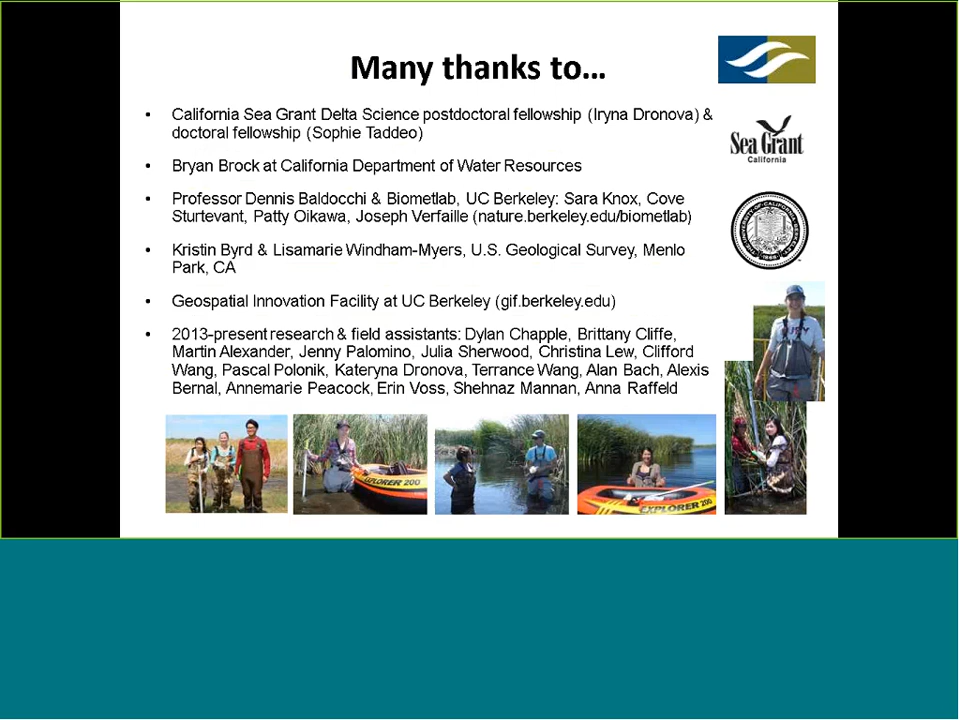 Many thanks to...
• California Sea Grant Delta Science postdoctoral fellowship (Iryna Dronova) &
doctoral fellowship (Sophie Taddeo)
• Bryan Brock at California Department of Water Resources
• Professor Dennis Baldocchi & Biometlab, UC Berkeley: Sara Knox, Cove
Sturtevant, Patty Oikawa, Joseph Verfaille (nature.berkeley.edu/biometlab)
• Kristin Byrd & Lisamarie Windham-Myers, U.S. Geological Survey, Menlo
Park, CA
• Geospatial Innovation Facility at UC Berkeley (gif.berkeley.edu)
• 2013-present research & field assistants: Dylan Chapple, Brittany Cliffe,
Martin Alexander, Jenny Palomino, Julia Sherwood, Christina Lew, Clifford
Wang, Pascal Polonik, Kateryna Dronova, Terrance Wang, Alan Bach, Alexis
Bernal, Annemarie Peacock, Erin Voss, Shehnaz Mannan, Anna Raffeld
Sea Grant
California
EXPLORER 200
EXPLORER 200